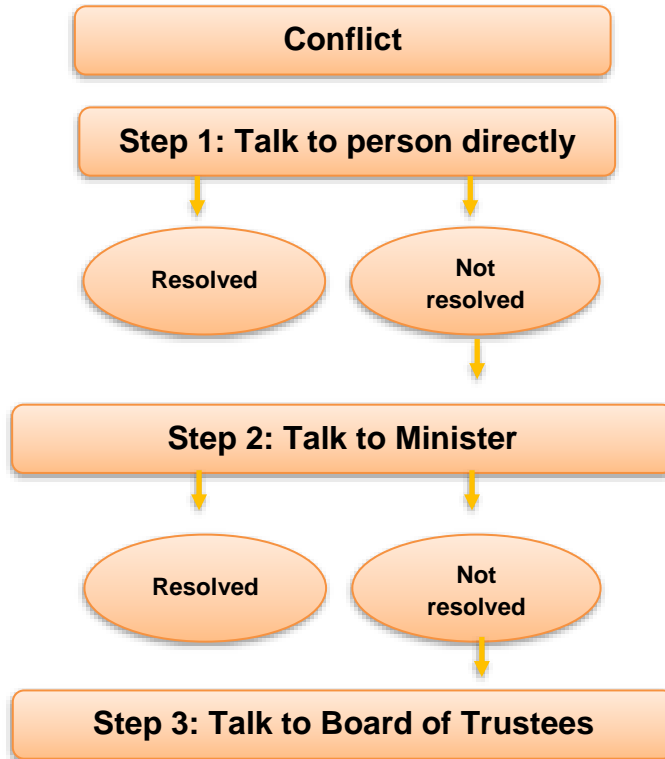 Conflict
Step 1: Talk to person directly
Resolved
Not
resolved
Step 2: Talk to Minister
Resolved
Not
resolved
Step 3: Talk to Board of Trustees